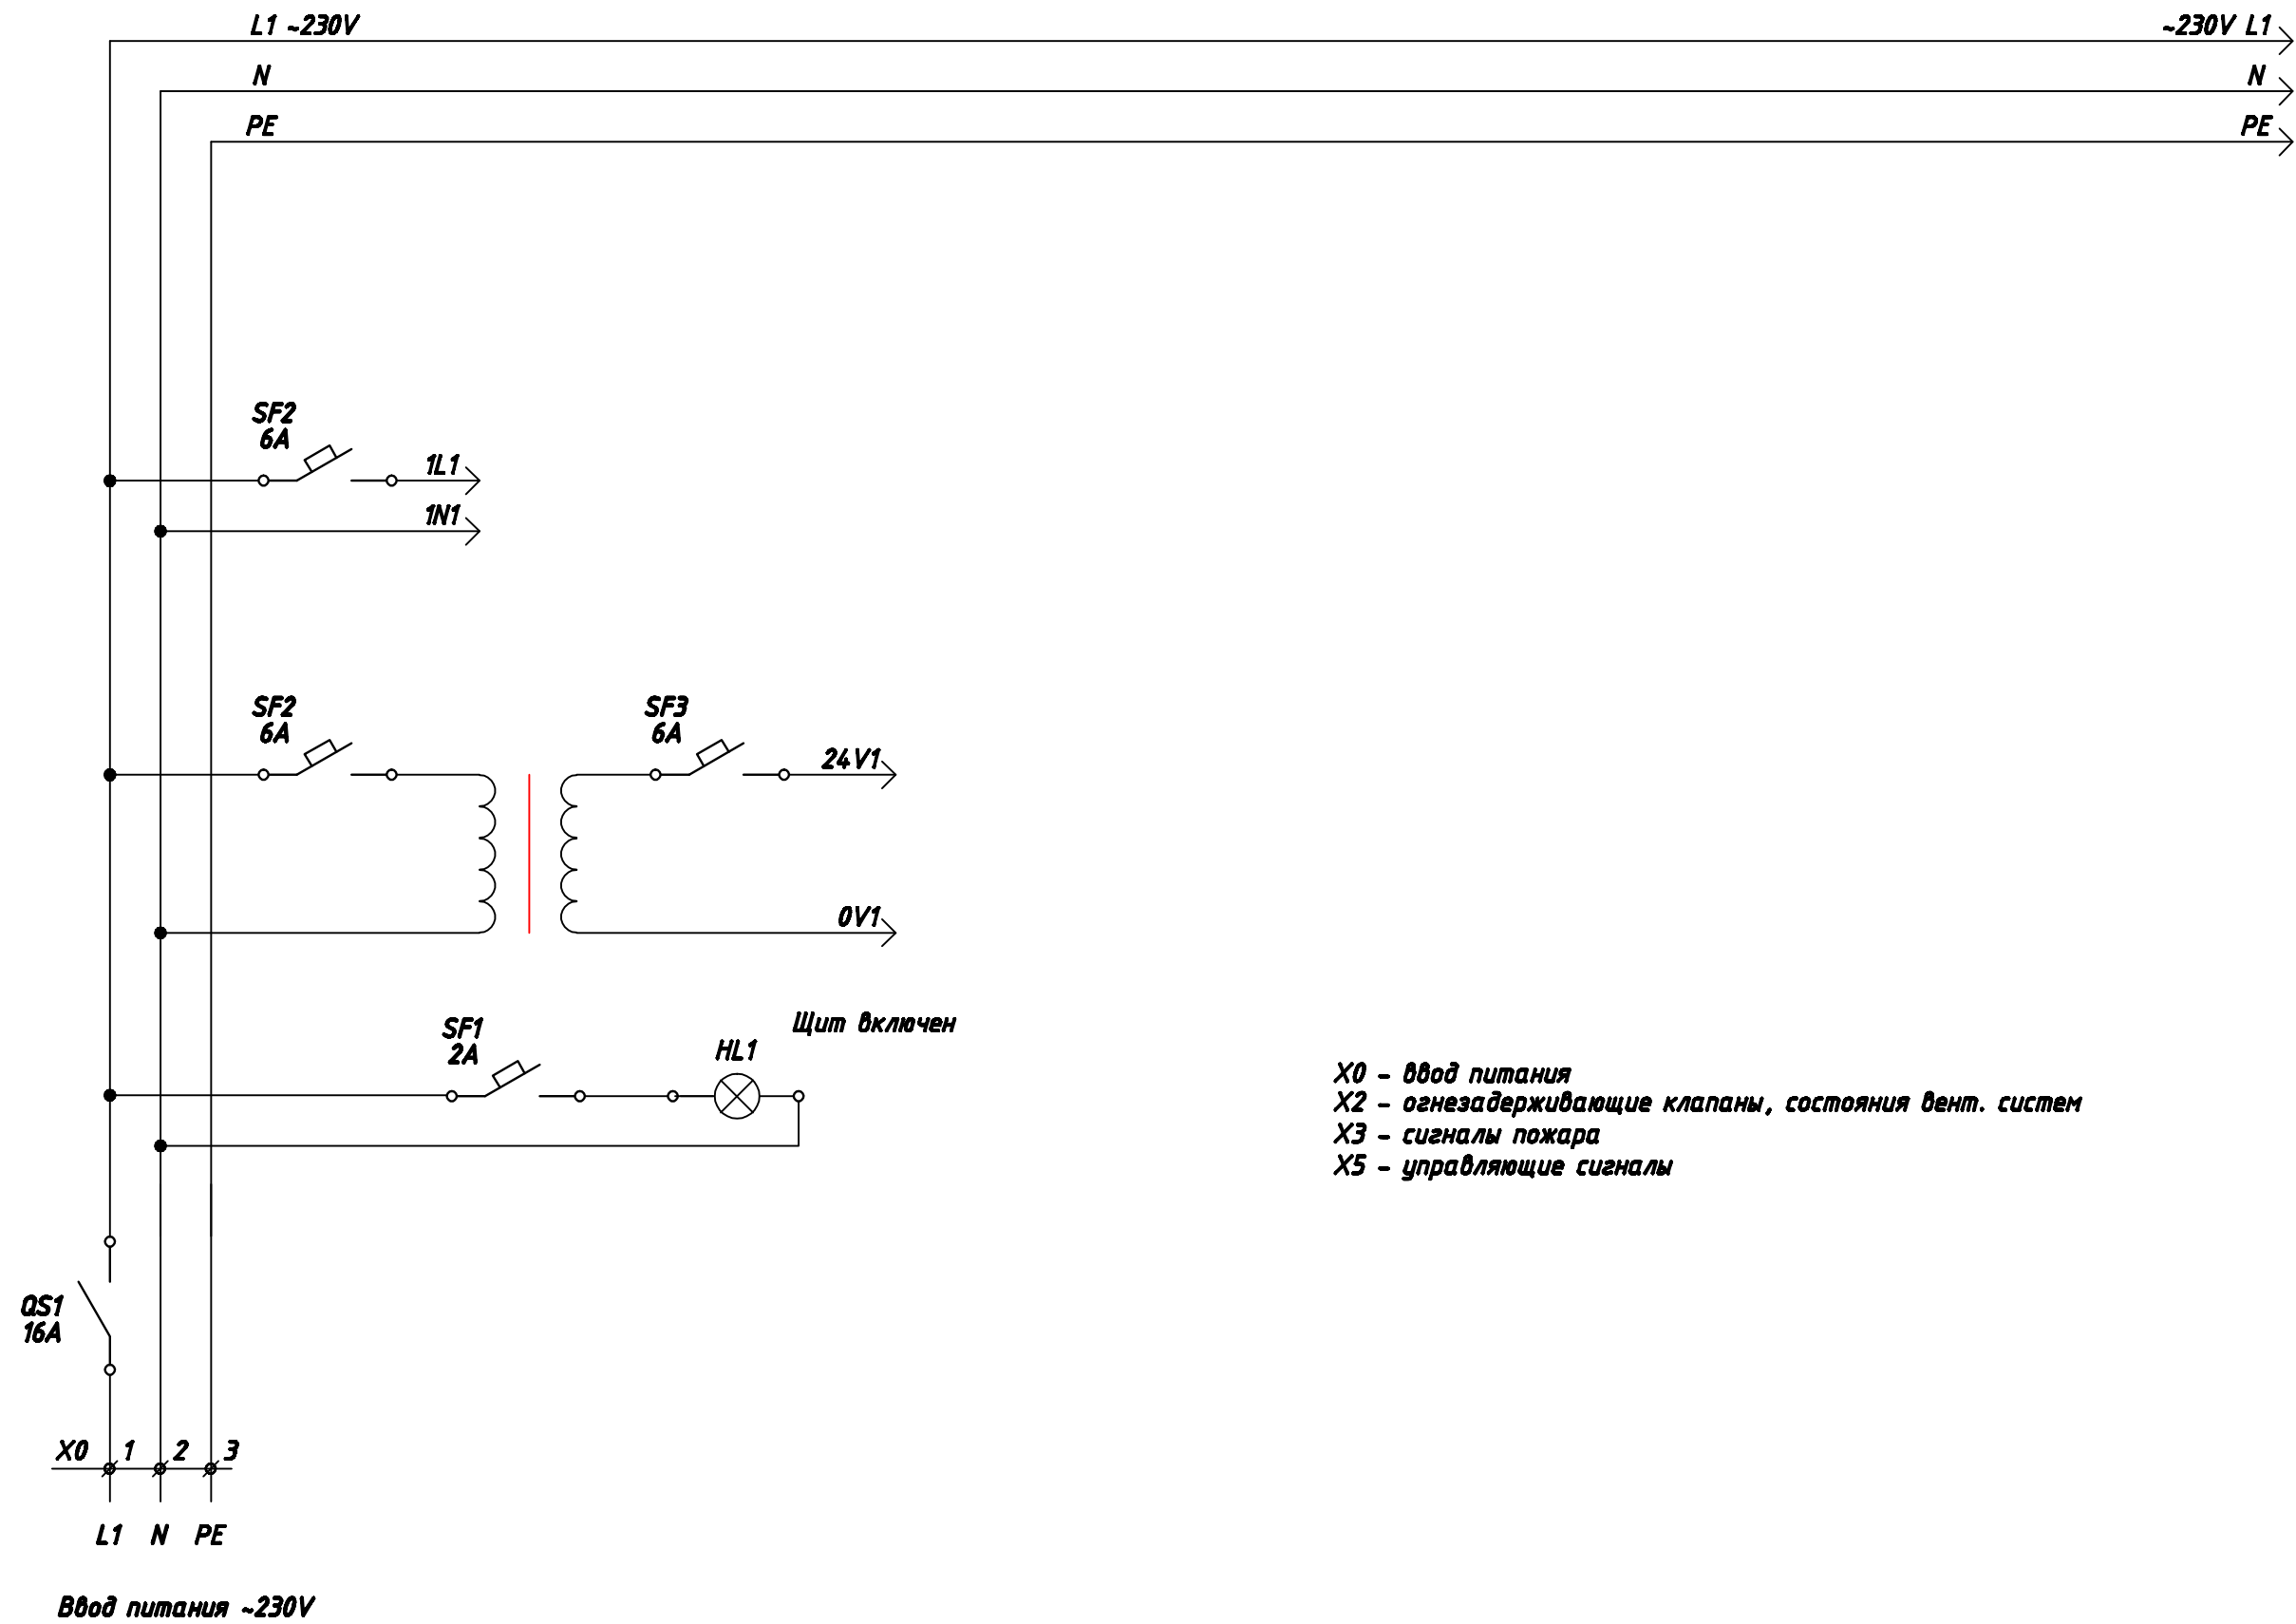 L1 ~230V
~230V L1
N
N
PE
PE
SF2
6A
1L1
1N1
SF2
6A
SF3
6A
24V1
0V1
Щит включен
SF1
2A
HL1
X0 - ввод питания
X2 - огнезадерживающие клапаны, состояния вент. систем
X3 - сигналы пожара
X5 - управляющие сигналы
QS1
16A
X0 1 2 3
L1 N PE
Ввод питания ~230V